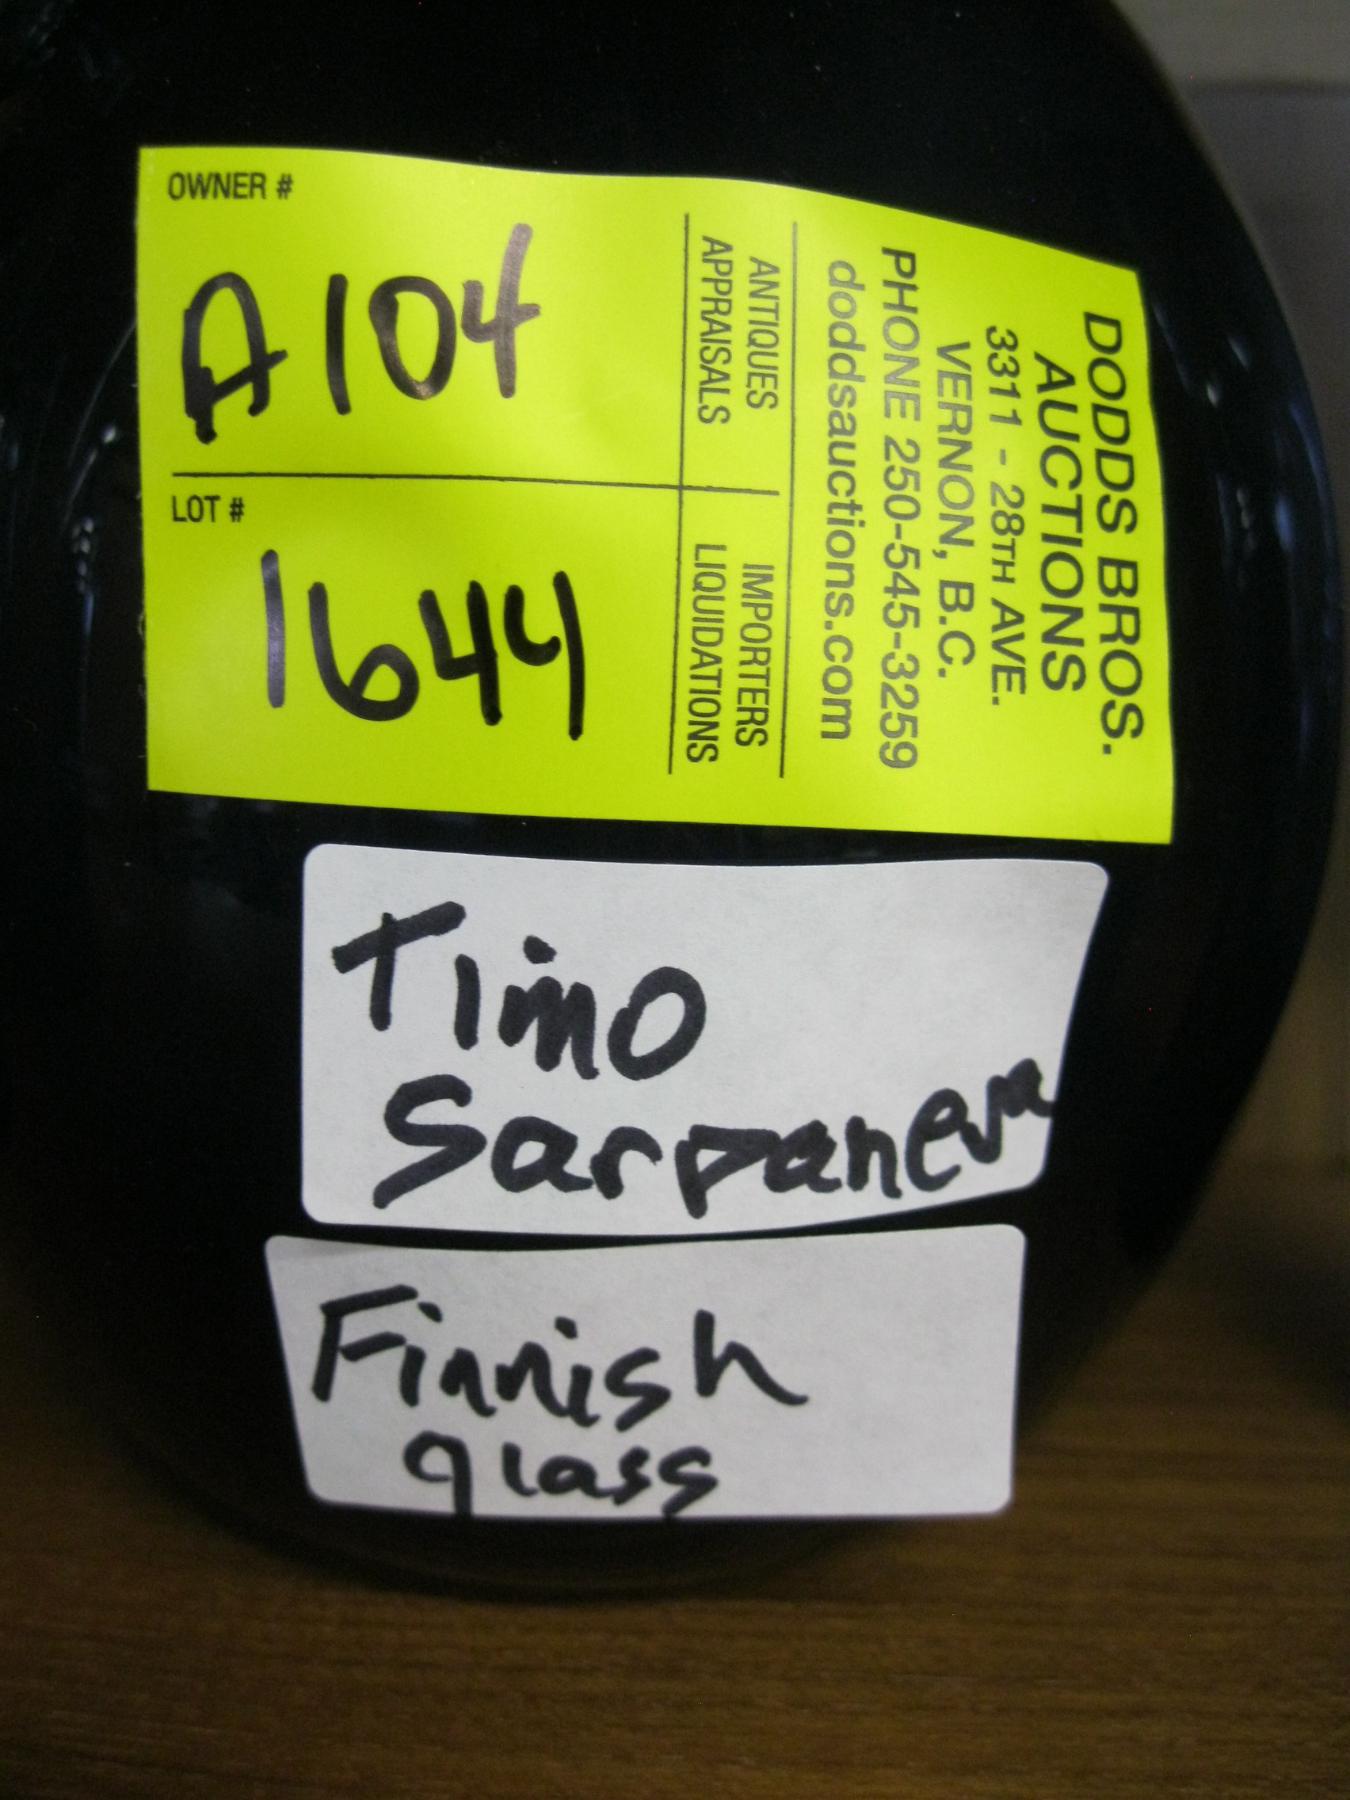 OWNER #
A104
LOT #
1644
DODDS BROS.
AUCTIONS
3311 - 28TH AVE.
VERNON, B.C.
PHONE 250-545-3259
doddsauctions.com
ANTIQUES
APPRAISALS
IMPORTERS
LIQUIDATIONS
Timo
Sarpaneva
Finnish
glass